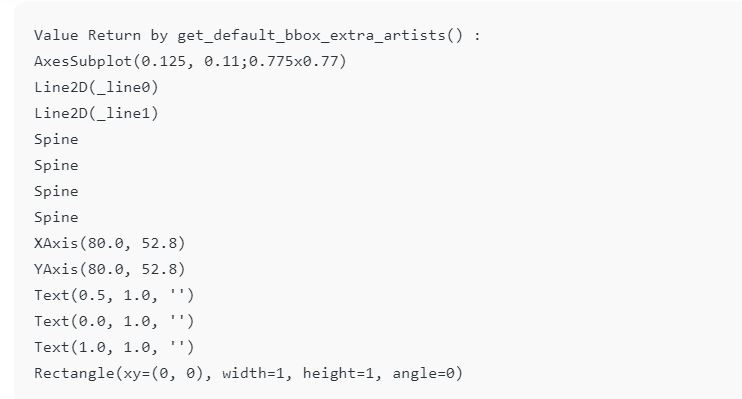 Value Return by get_default_bbox_extra_artists() :
AxesSubplot(0.125, 0.11;0.775x0.77)
Line2D(_line0)
Line2D(_line1)
Spine
Spine
Spine
Spine
XAxis(80.0, 52.8)
YAxis(80.0, 52.8)
Text(0.5, 1.0, '')
Text(0.0, 1.0, '')
Text(1.0, 1.0, '')
Rectangle(xy=(0, 0), width=1, height=1, angle=0)